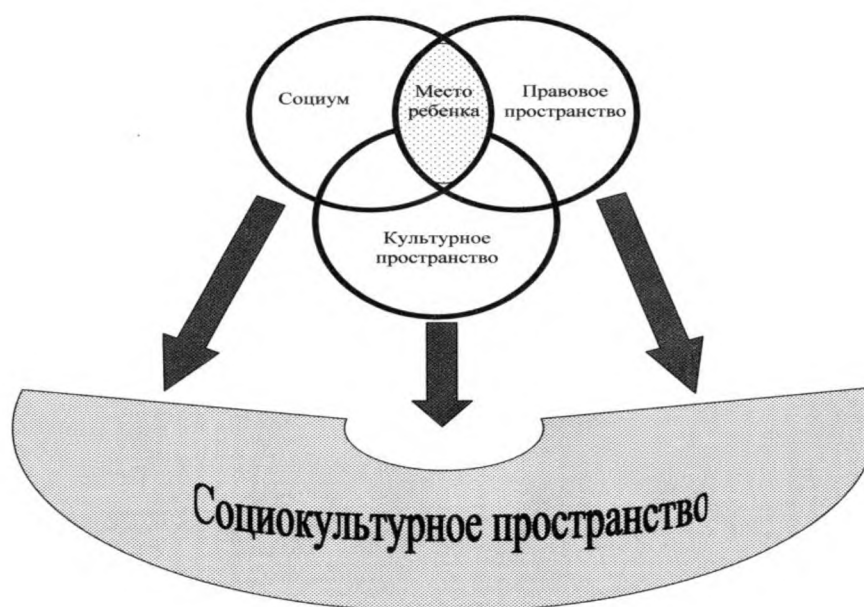 Социум
Место
ребенка
Правовое
пространство
Культурное
пространство
Социокультурное пространство